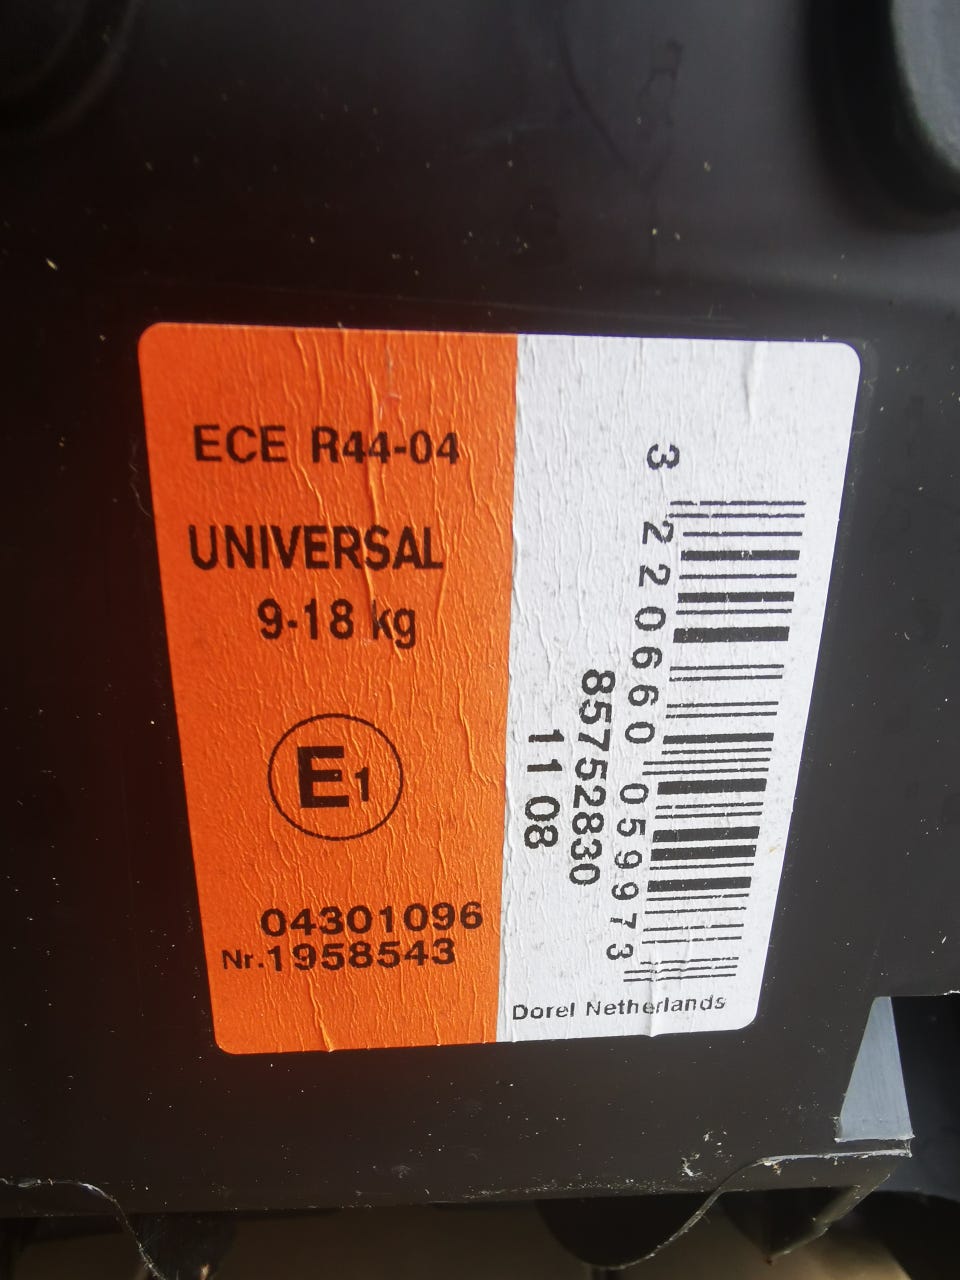 ECE R44-04
UNIVERSAL
9-18 kg
E1
04301096
Nr.1958543
3 220660 059973
85752830
11 08
Dorel Netherlands